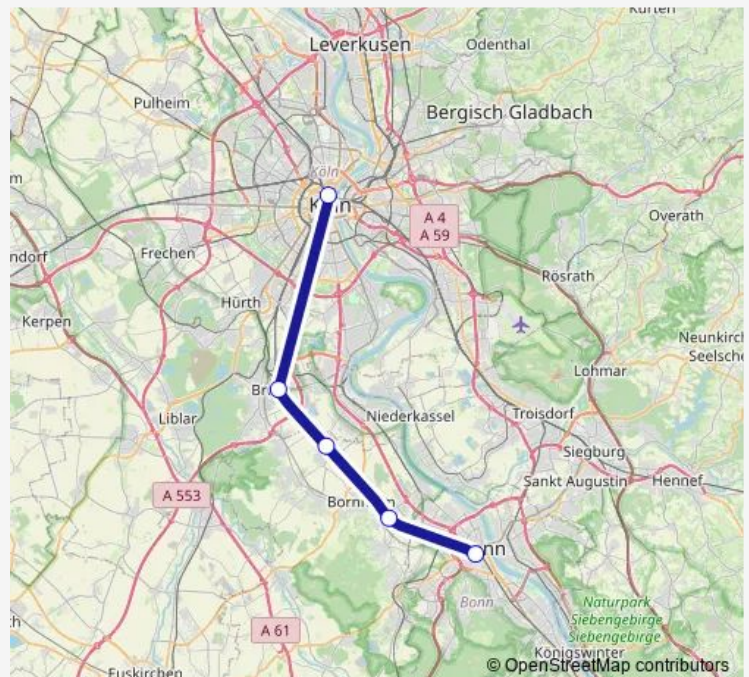 Kürten
Leverkusen
Odenthal
Pulheim
Bergisch Gladbach
Köln
A 4
A 59
Overath
Frechen
Rösrath
Hürth
Kerpen
Neunkirch
Seelsche
Lohmar
Liblar
Niederkassel
Troisdorf
Siegburg
Sankt Augustin
Hennef
A 553
Bonn
Naturpark
Siebengebirge
Siebengebirge
A 61
Königswinter
Euskirchen
© OpenStreetMap contributors